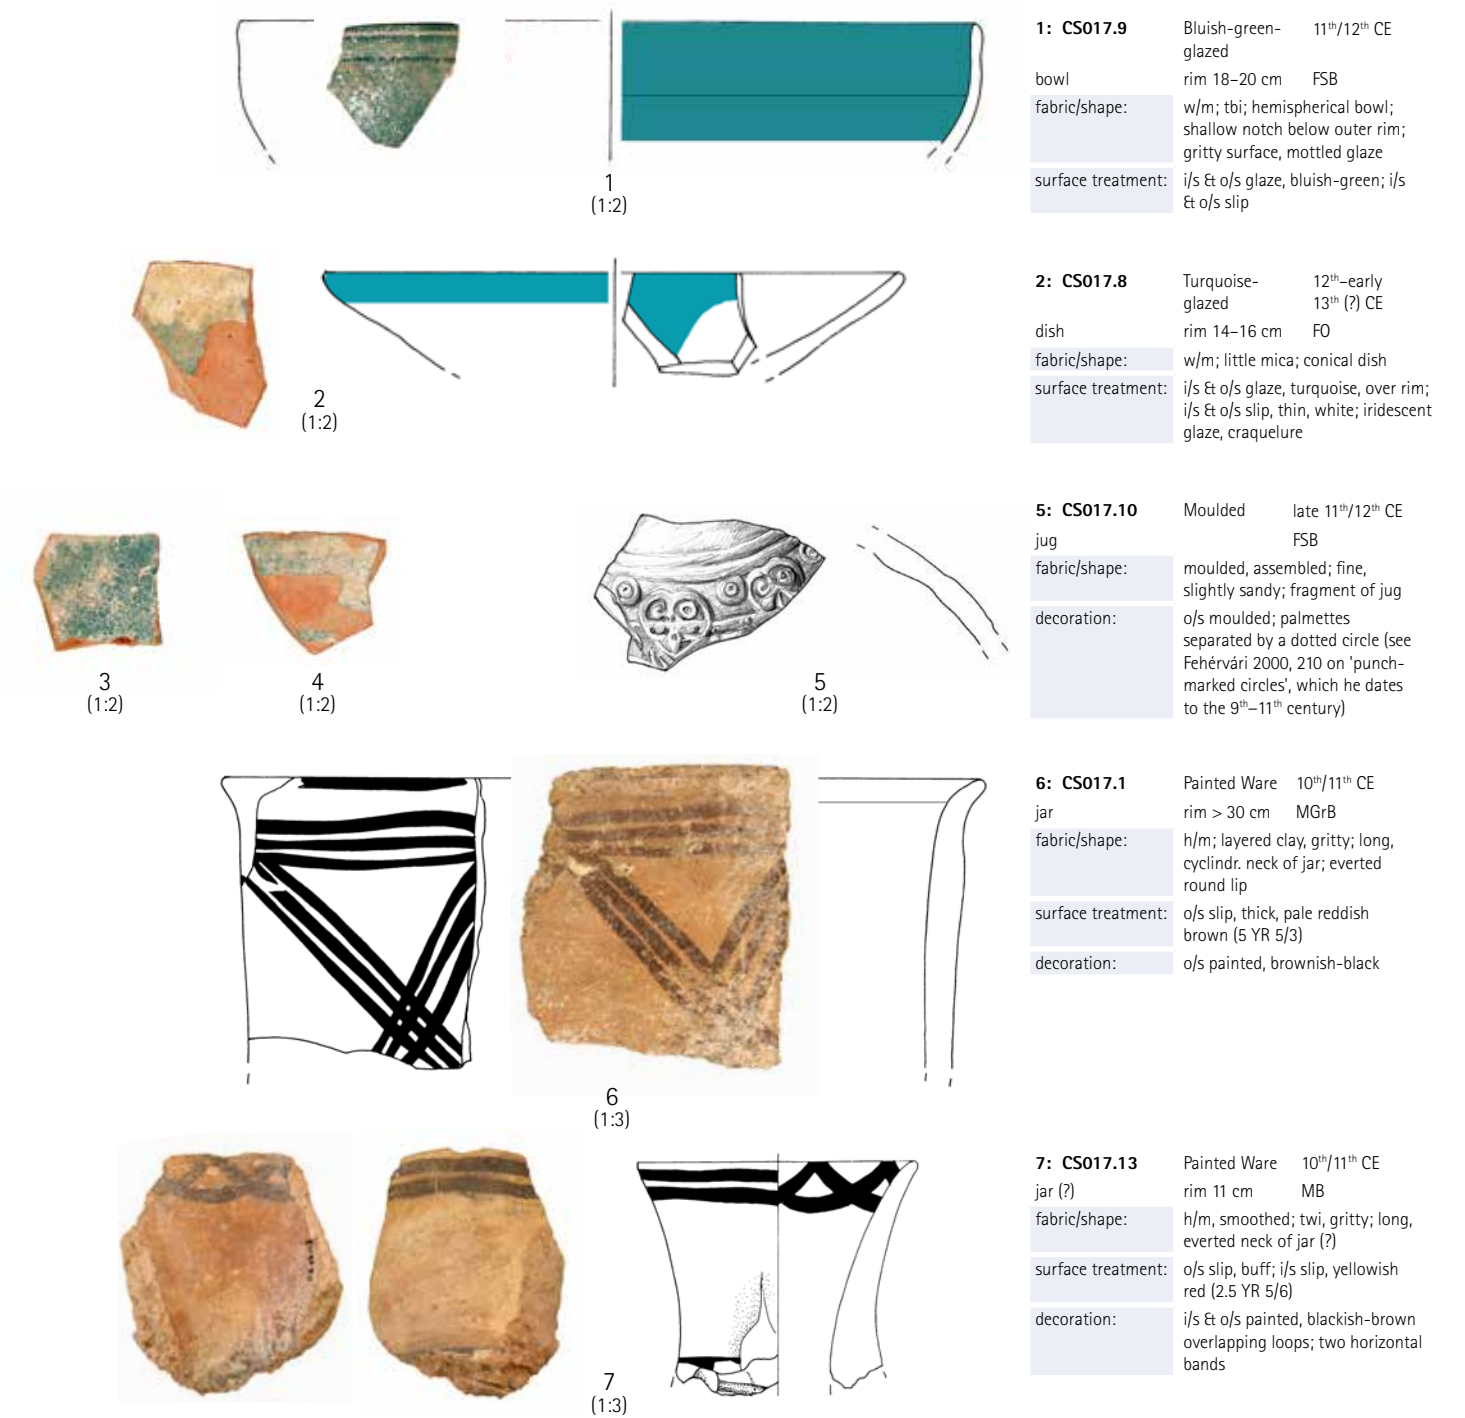 1
(1:2)
1: CS017.9 Bluish-green-glazed 11th/12th CE
bowl rim 18–20 cm FSB
fabric/shape: w/m; tbi; hemispherical bowl;
shallow notch below outer rim;
gritty surface, mottled glaze
surface treatment: i/s & o/s glaze, bluish-green; i/s
& o/s slip
2
(1:2)
2: CS017.8 Turquoise-glazed 12th–early 13th (?) CE
dish rim 14–16 cm FO
fabric/shape: w/m; little mica; conical dish
surface treatment: i/s & o/s glaze, turquoise, over rim;
i/s & o/s slip, thin, white; iridescent
glaze, craquelure
3
(1:2)
4
(1:2)
5
(1:2)
5: CS017.10 Moulded late 11th/12th CE
jug FSB
fabric/shape: moulded, assembled; fine,
slightly sandy; fragment of jug
decoration: o/s moulded; palmettes
separated by a dotted circle (see
Fehérvári 2000, 210 on 'punch-
marked circles', which he dates
to the 9th–11th century)
6
(1:3)
6: CS017.1 Painted Ware 10th/11th CE
jar rim > 30 cm MGrB
fabric/shape: h/m; layered clay, gritty; long,
cylindr. neck of jar; everted
round lip
surface treatment: o/s slip, thick, pale reddish
brown (5 YR 5/3)
decoration: o/s painted, brownish-black
7
(1:3)
7: CS017.13 Painted Ware 10th/11th CE
jar (?) rim 11 cm MB
fabric/shape: h/m, smoothed; twi, gritty; long,
everted neck of jar (?)
surface treatment: o/s slip, buff; i/s slip, yellowish
red (2.5 YR 5/6)
decoration: i/s & o/s painted, blackish-brown
overlapping loops; two horizontal
bands